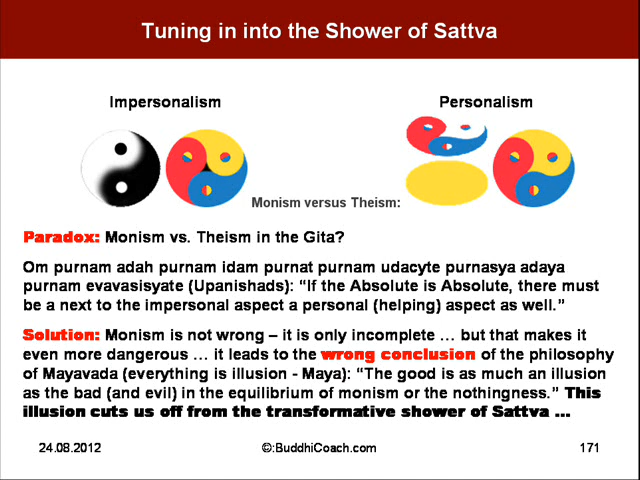 Tuning in into the Shower of Sattva
Impersonalism
Personalism
Monism versus Theism:
Paradox: Monism vs. Theism in the Gita?
Om purnam adah purnam idam purnat purnam udacyte purnasya adaya
purnam evavasisyate (Upanishads): “If the Absolute is Absolute, there must
be a next to the impersonal aspect a personal (helping) aspect as well.”
Solution: Monism is not wrong – it is only incomplete … but that makes it
even more dangerous … it leads to the wrong conclusion of the philosophy
of Mayavada (everything is illusion - Maya): “The good is as much an illusion
as the bad (and evil) in the equilibrium of monism or the nothingness.” This
illusion cuts us off from the transformative shower of Sattva …
24.08.2012
©:BuddhiCoach.com
171